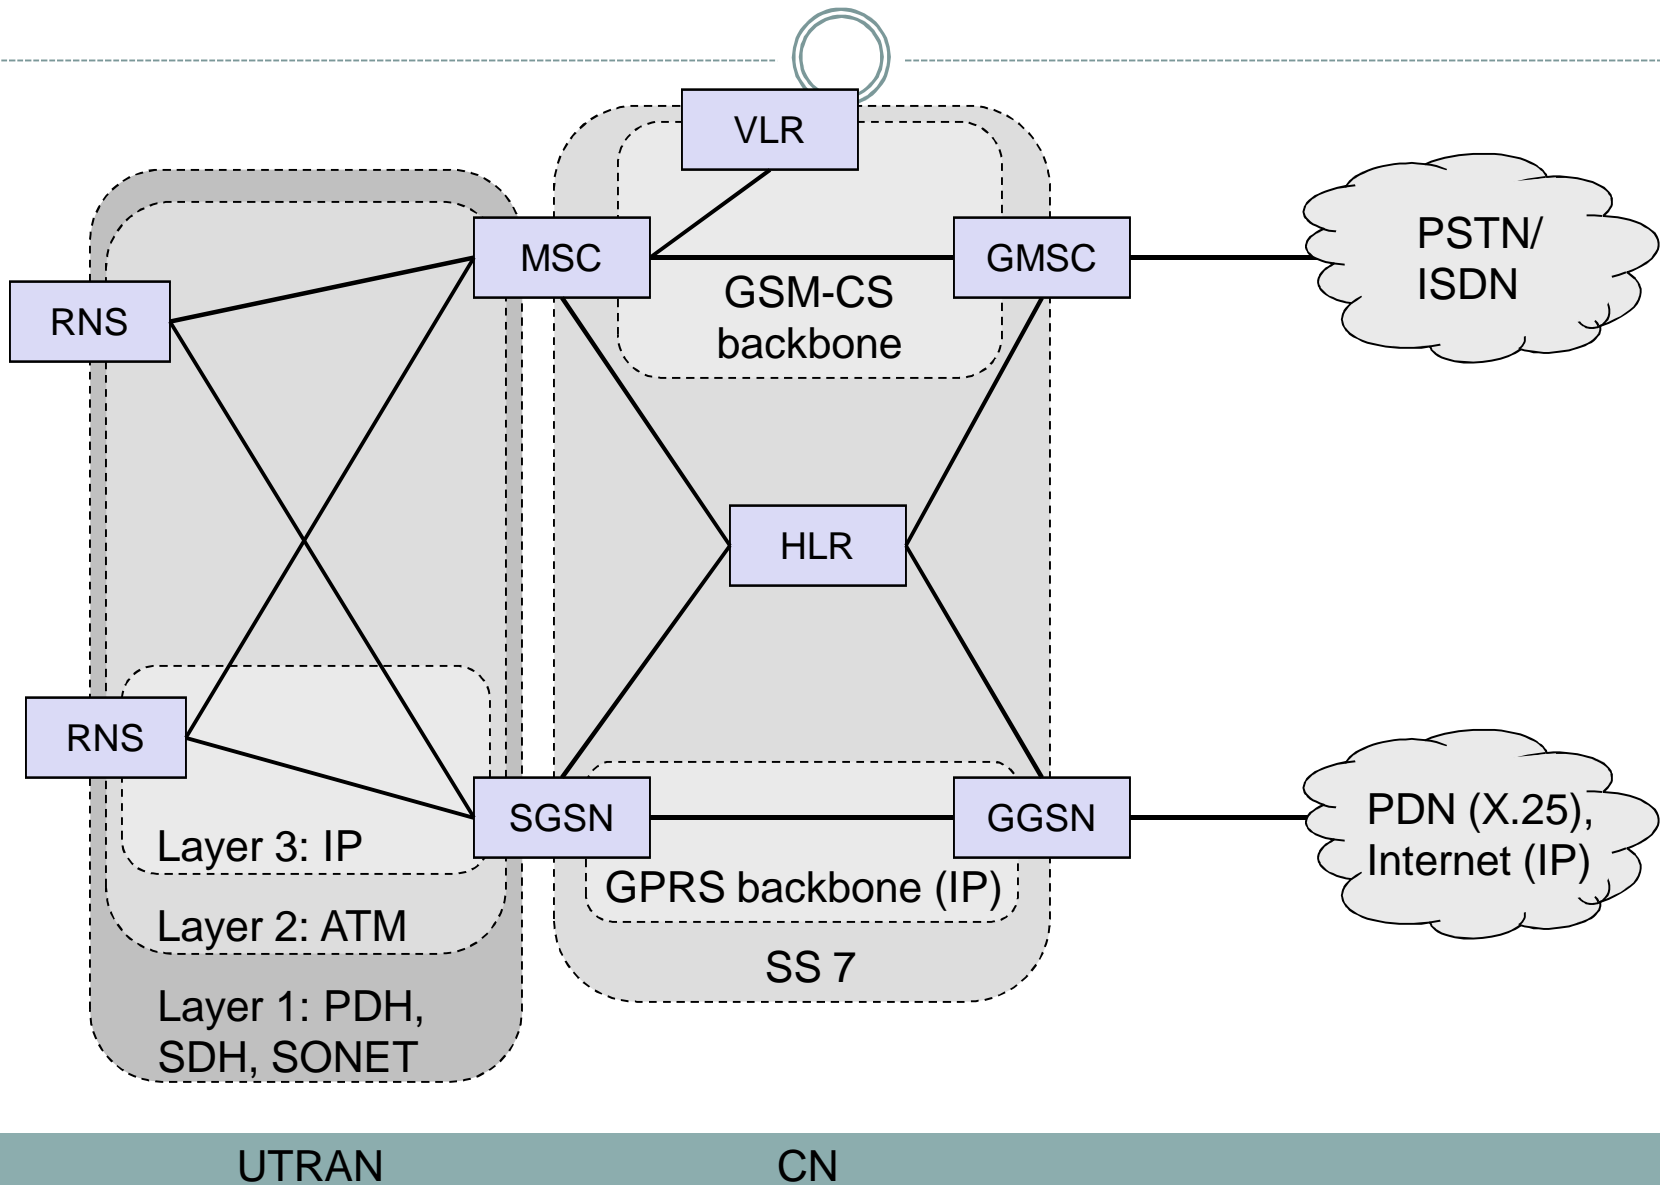 VLR
MSC
GMSC
PSTN/
ISDN
GSM-CS
backbone
RNS
HLR
RNS
SGSN
GGSN
PDN (X.25),
Internet (IP)
Layer 3: IP
GPRS backbone (IP)
Layer 2: ATM
SS 7
Layer 1: PDH,
SDH, SONET
UTRAN
CN